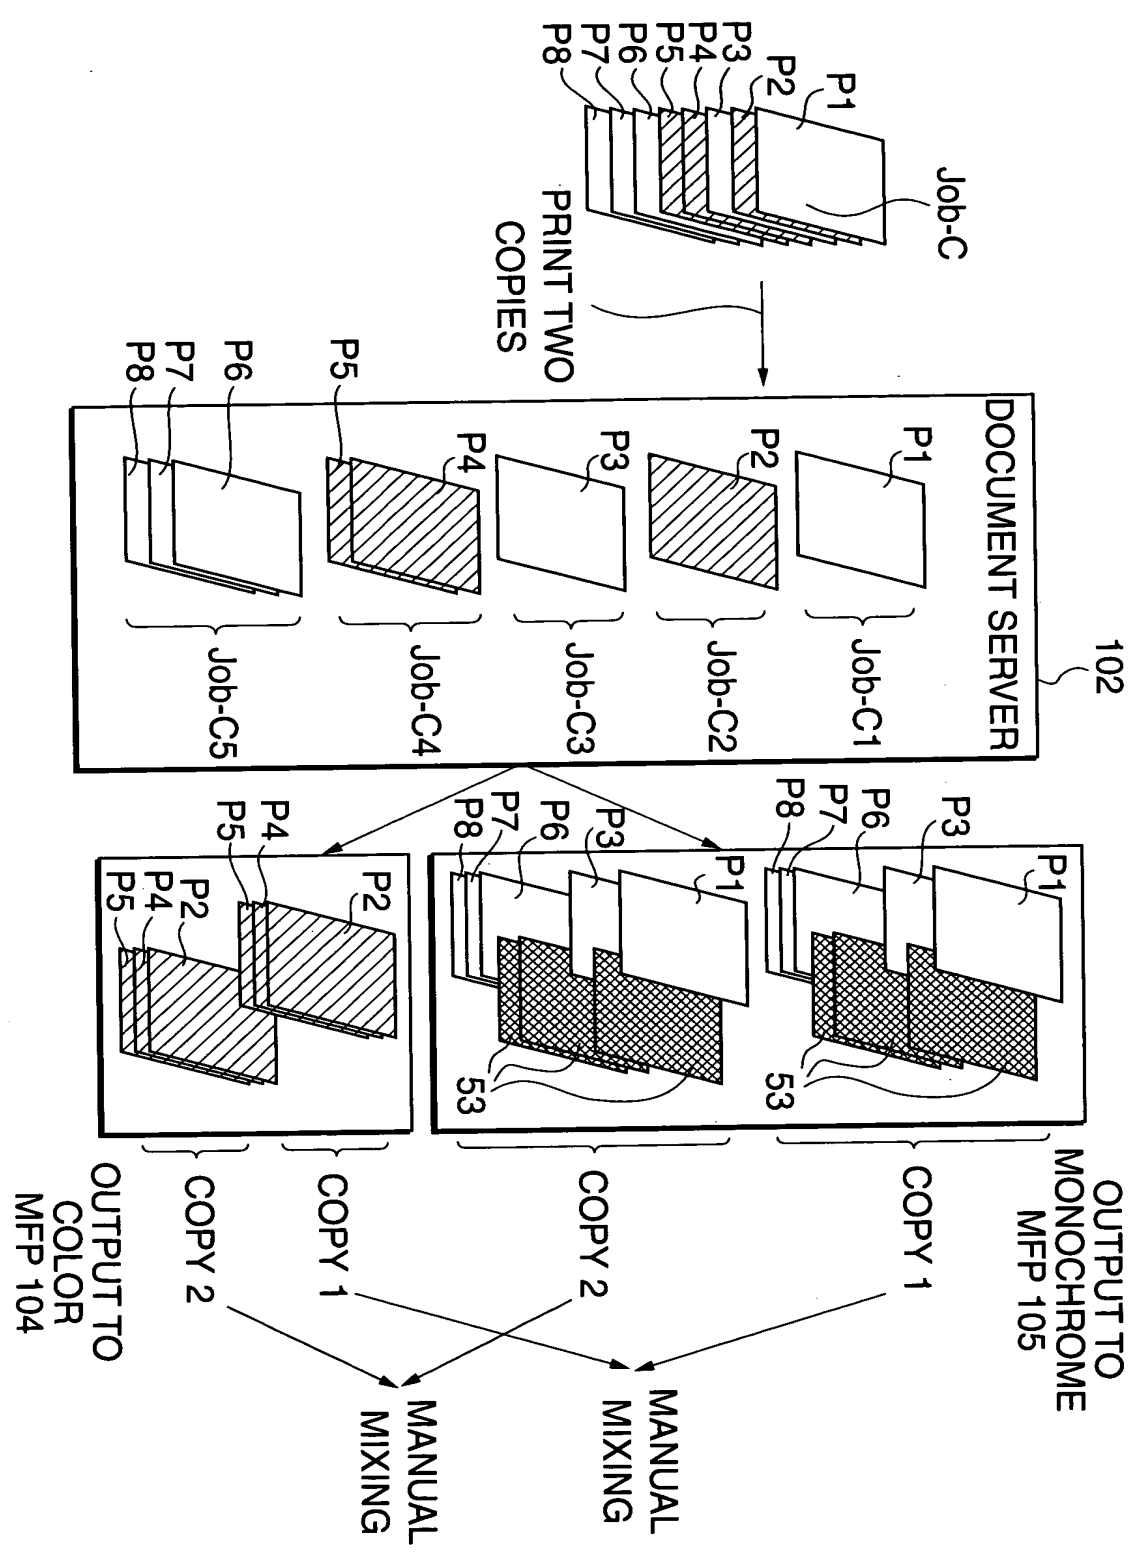 Job-C
P1
P2
P3
P4
P5
P6
P7
P8
PRINT TWO
COPIES
102
DOCUMENT SERVER
P1
Job-C1
P2
Job-C2
P3
Job-C3
P4
P5
Job-C4
P6
P7
P8
Job-C5
P1
P3
P6
P7
P8
53
COPY 1
P1
P3
P6
P7
P8
53
COPY 2
OUTPUT TO
MONOCHROME
MFP 105
P2
P4
P5
COPY 1
P2
P4
P5
COPY 2
OUTPUT TO
COLOR
MFP 104
MANUAL
MIXING
MANUAL
MIXING